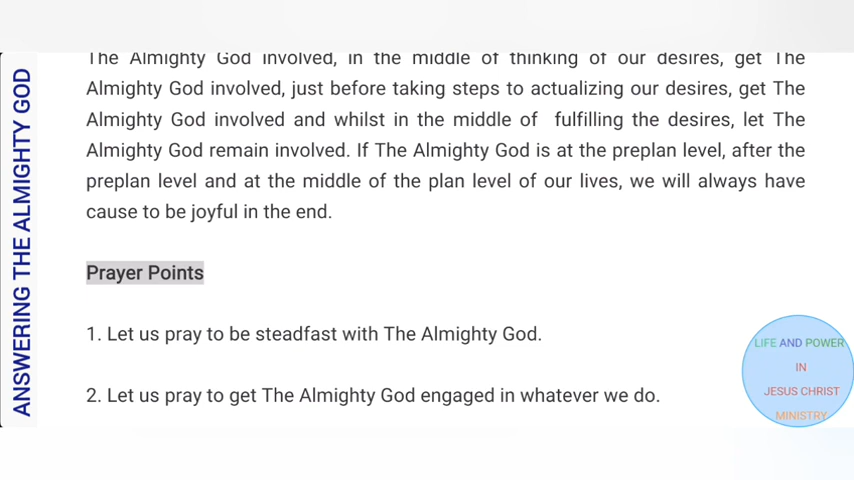 ANSWERING THE ALMIGHTY GOD
The Almighty God involved, in the middle of thinking of our desires, get The
Almighty God involved, just before taking steps to actualizing our desires, get The
Almighty God involved and whilst in the middle of fulfilling the desires, let The
Almighty God remain involved. If The Almighty God is at the preplan level, after the
preplan level and at the middle of the plan level of our lives, we will always have
cause to be joyful in the end.
Prayer Points
1. Let us pray to be steadfast with The Almighty God.
2. Let us pray to get The Almighty God engaged in whatever we do.
LIFE AND POWER
IN
JESUS CHRIST
MINISTRY